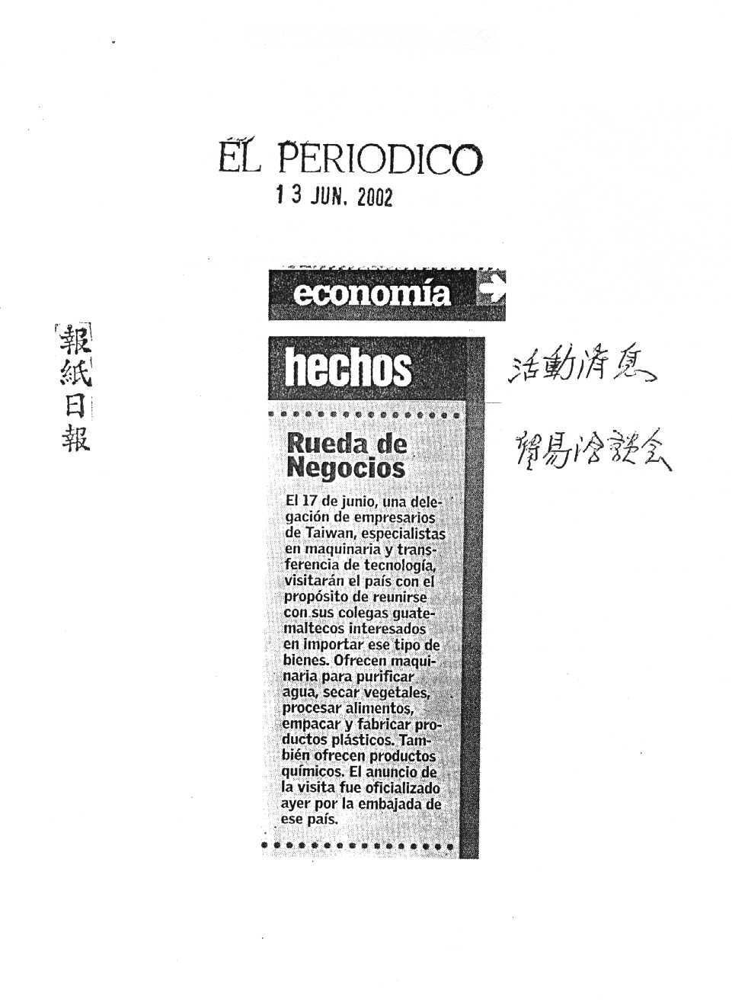 EL PERIODICO
13 JUN. 2002
economía
報紙日報
hechos
活動消息
Rueda de
Negocios
貿易洽談会
El 17 de junio, una dele-
gación de empresarios
de Taiwan, especialistas
en maquinaria y trans-
ferencia de tecnología,
visitarán el país con el
propósito de reunirse
con sus colegas guate-
maltecos interesados
en importar ese tipo de
bienes. Ofrecen maqui-
naria para purificar
agua, secar vegetales,
procesar alimentos,
empacar y fabricar pro-
ductos plásticos. Tam-
bién ofrecen productos
químicos. El anuncio de
la visita fue oficializado
ayer por la embajada de
ese país.